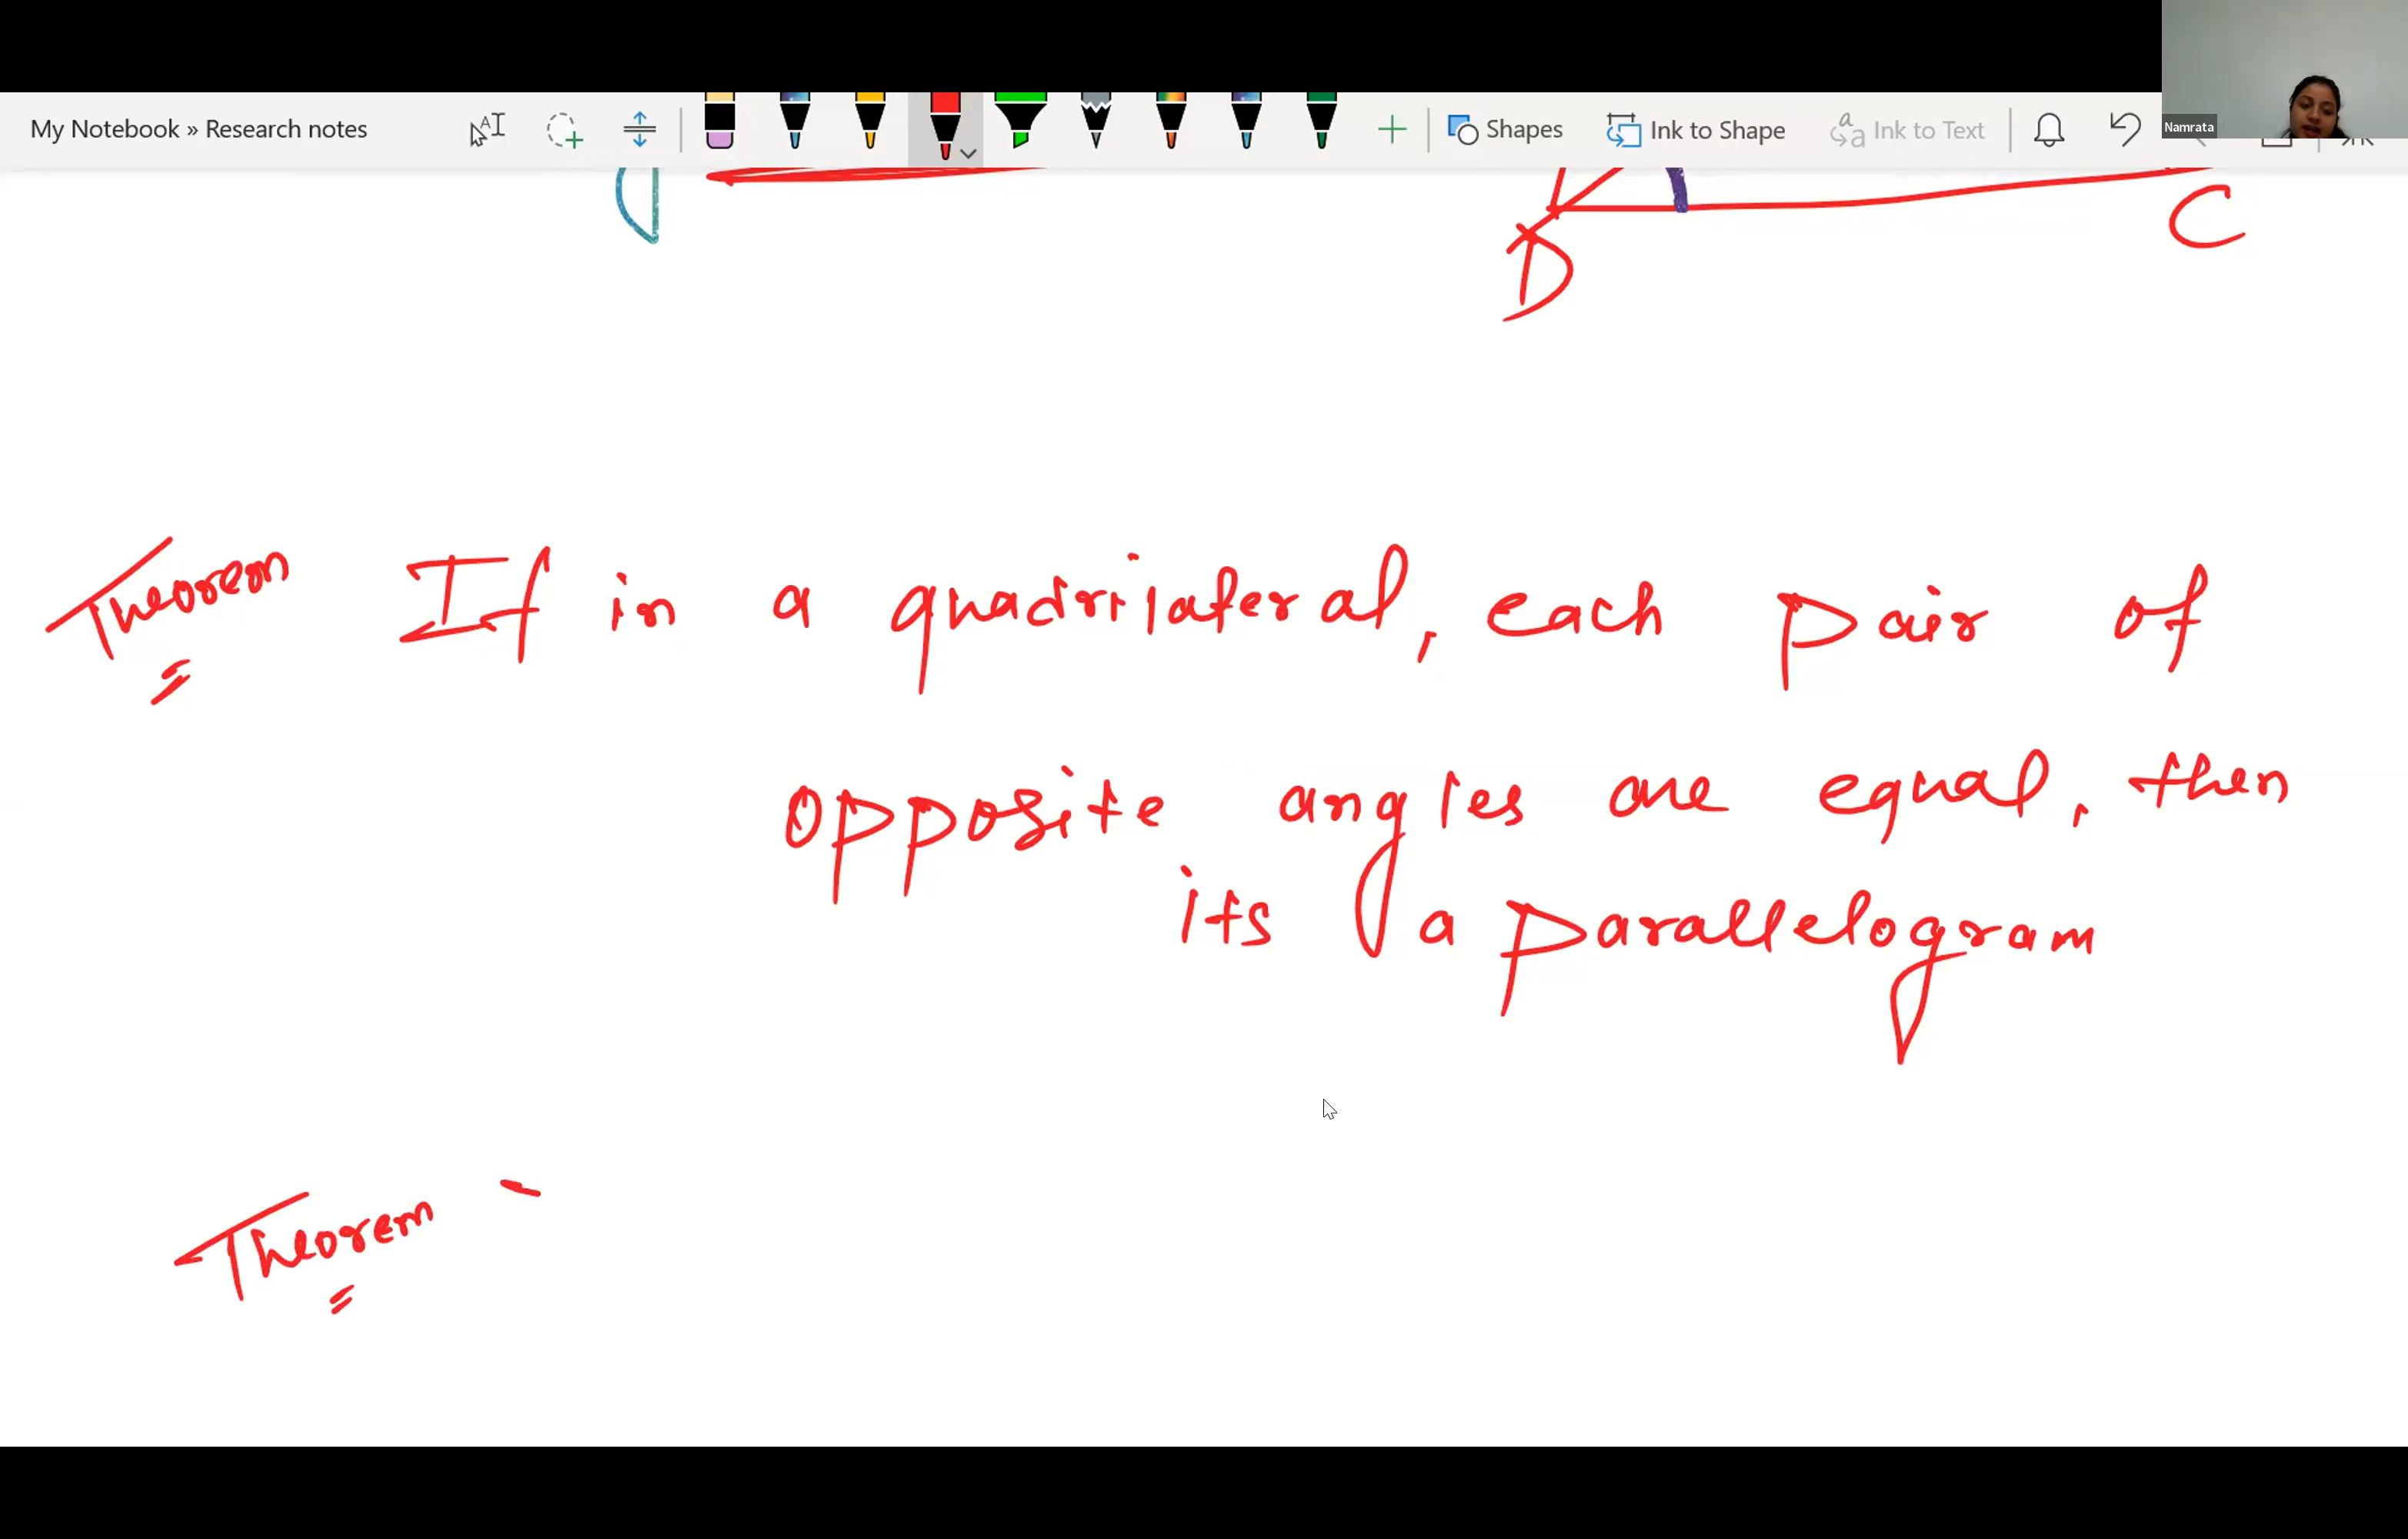 Namrata
My Notebook » Research notes
Shapes
Ink to Shape
Ink to Text
C
D
Theorem If in a quadrilateral, each pair of
opposite angles are equal, then
its a parallelogram
Theorem